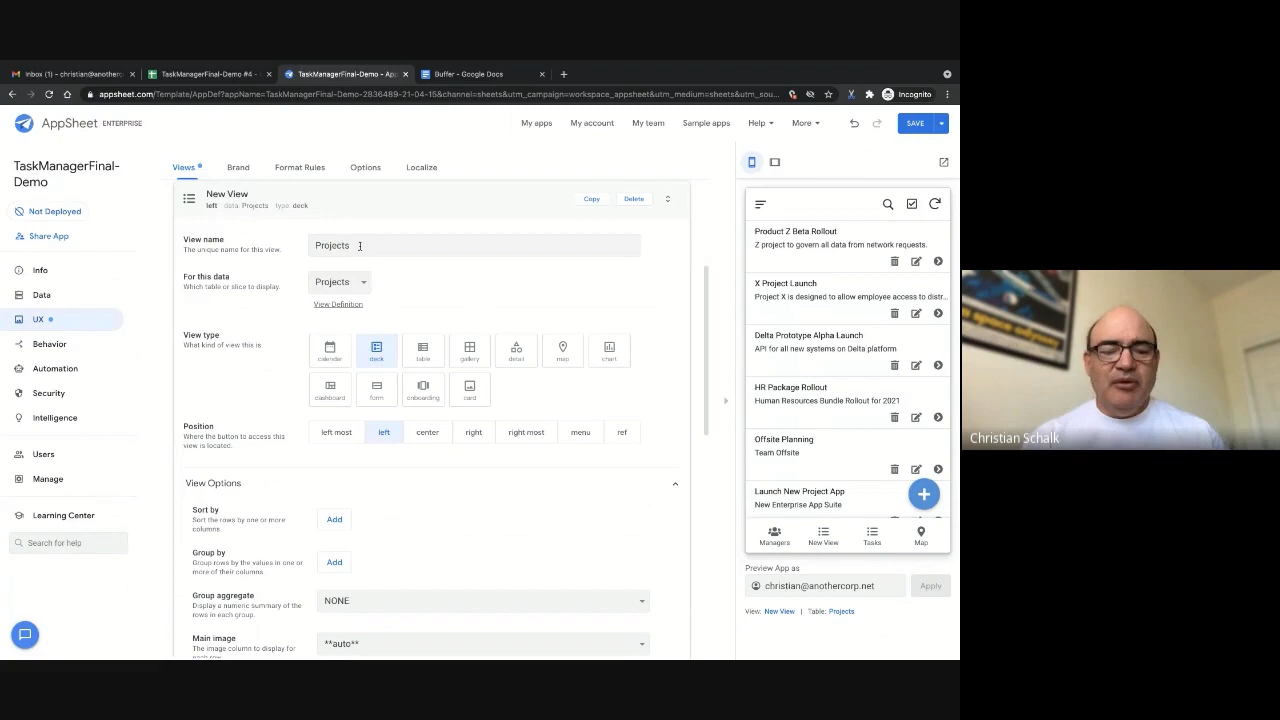 Inbox (1) – christian@anotherc
TaskManagerFinal-Demo #4 -
TaskManagerFinal-Demo - Ap
Buffer - Google Docs
appsheet.com/Template/AppDef?appName=TaskManagerFinal-Demo-2836489-21-04-15&channel=sheets&utm_campaign=workspace_appsheet&utm_medium=sheets&utm_sou...
Incognito
AppSheet ENTERPRISE
My apps
My account
My team
Sample apps
Help
More
SAVE
TaskManagerFinal-
Demo
Not Deployed
Share App
Info
Data
UX
Behavior
Automation
Security
Intelligence
Users
Manage
Learning Center
Search for help
Views
Brand
Format Rules
Options
Localize
New View
left data: Projects type: deck
Copy
Delete
View name
The unique name for this view.
Projects
For this data
Which table or slice to display.
Projects
View Definition
View type
What kind of view this is.
calendar
deck
table
gallery
detail
map
chart
dashboard
form
onboarding
card
Position
Where the button to access this
view is located.
left most
left
center
right
right most
menu
ref
View Options
Sort by
Sort the rows by one or more
columns.
Add
Group by
Group rows by the values in one or
more of their columns.
Add
Group aggregate
Display a numeric summary of the
rows in each group.
NONE
Main image
The image column to display for
each row.
**auto**
Product Z Beta Rollout
Z project to govern all data from network requests.
X Project Launch
Project X is designed to allow employee access to distr...
Delta Prototype Alpha Launch
API for all new systems on Delta platform
HR Package Rollout
Human Resources Bundle Rollout for 2021
Offsite Planning
Team Offsite
Launch New Project App
New Enterprise App Suite
Managers
New View
Tasks
Map
Preview App as
christian@anothercorp.net
Apply
View: New View | Table: Projects
Christian Schalk